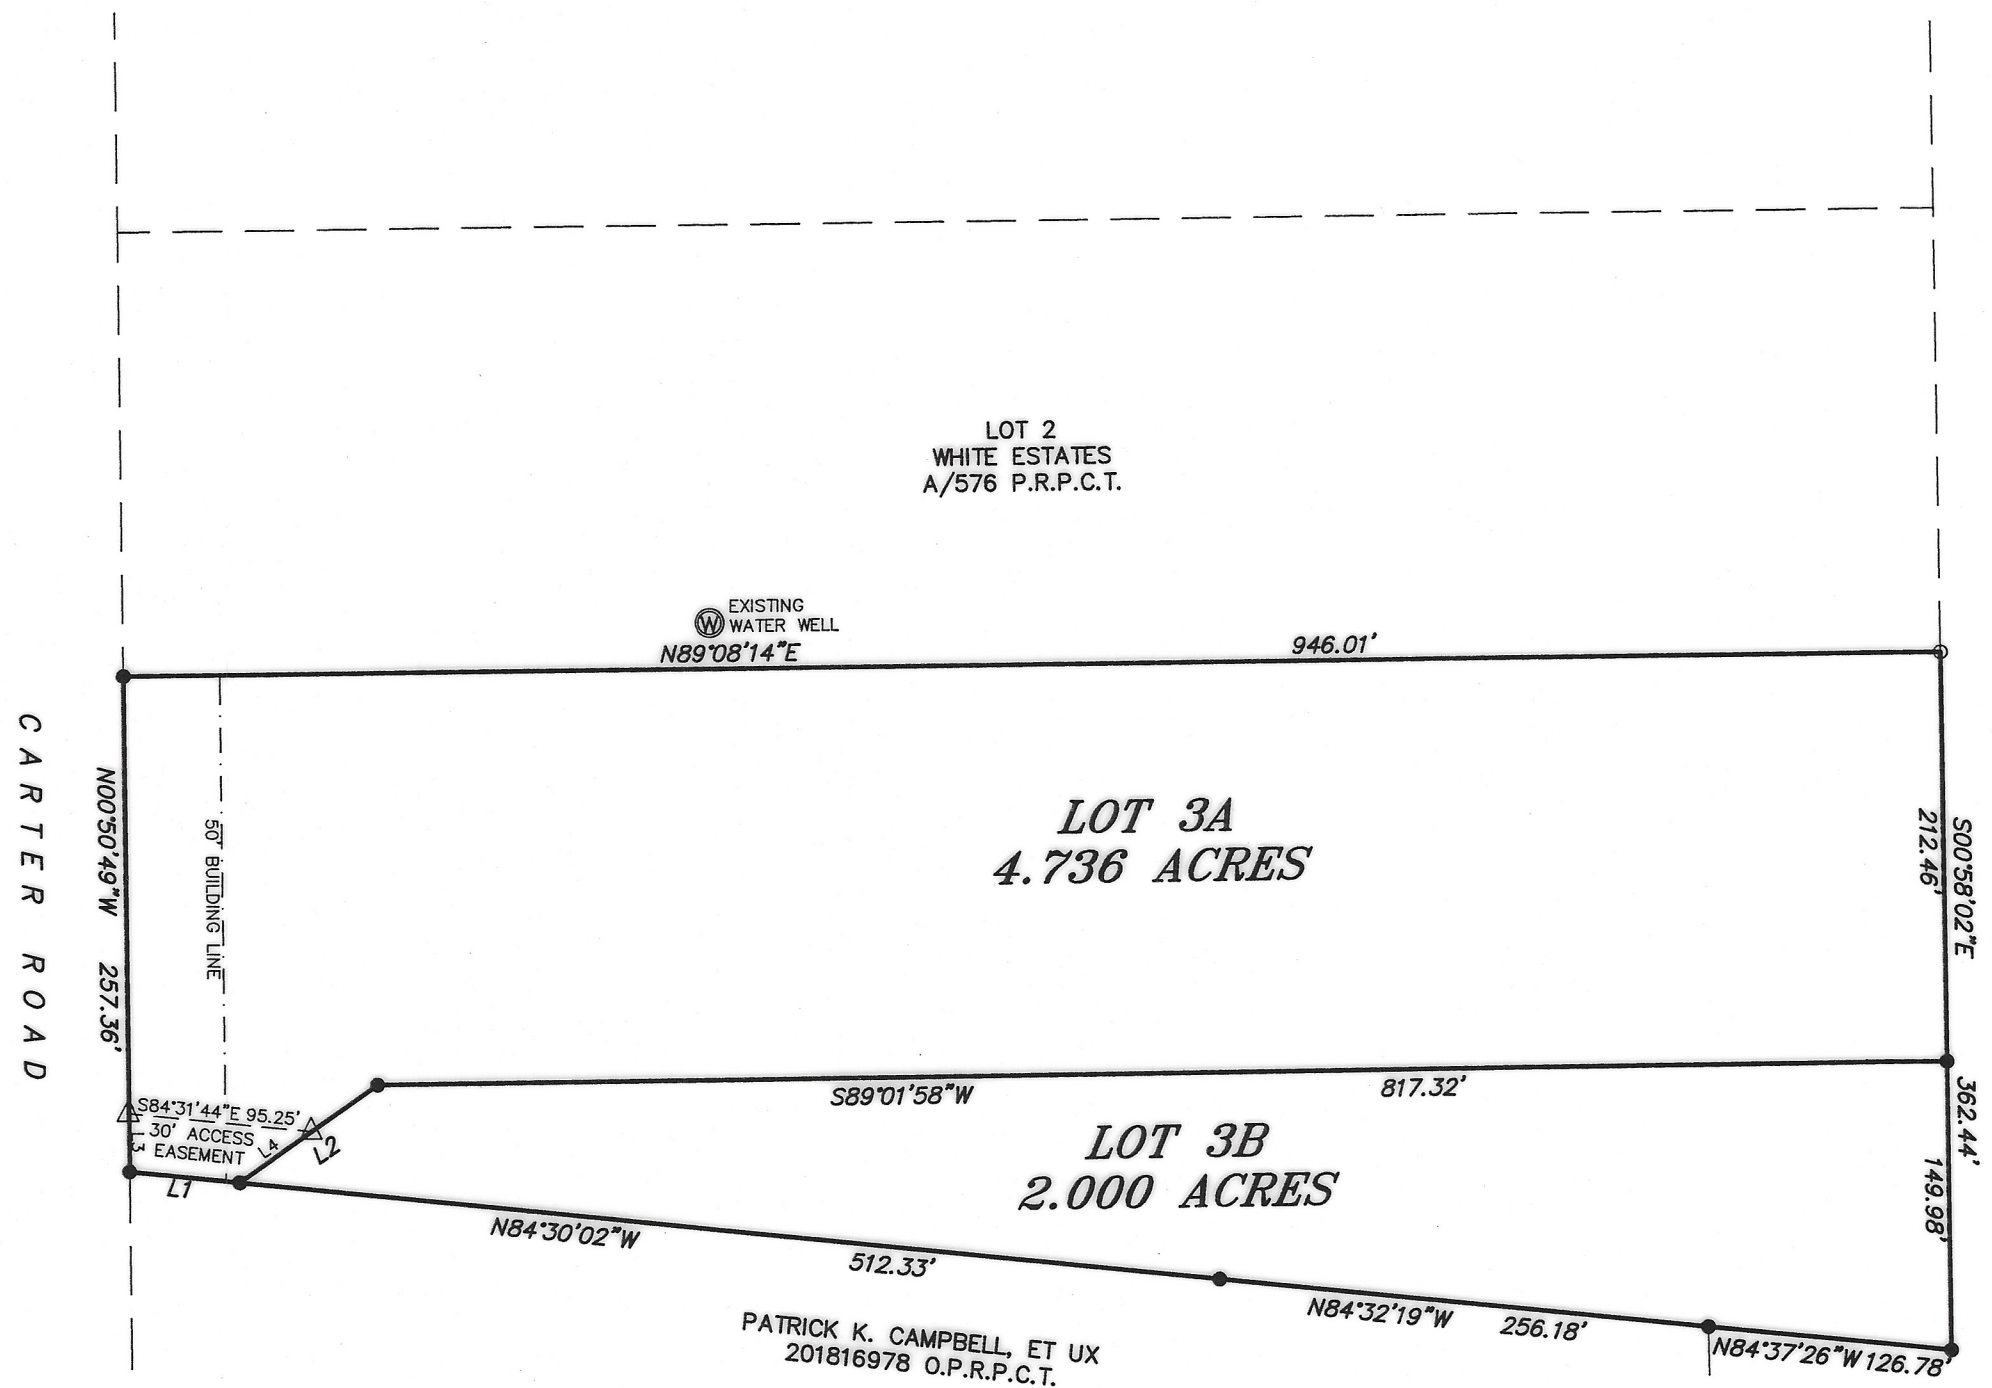 LOT 2
WHITE ESTATES
A/576 P.R.P.C.T.
EXISTING
WATER WELL
W
N89°08'14"E
946.01'
CARTER ROAD
N00°50'49"W
257.36'
50' BUILDING LINE
LOT 3A
4.736 ACRES
S00°58'02"E
362.44'
212.46'
S89°01'58"W
817.32'
S84°31'44"E 95.25'
30' ACCESS
EASEMENT
L3
L4
L2
L1
LOT 3B
2.000 ACRES
149.98'
N84°30'02"W
512.33'
N84°32'19"W
256.18'
N84°37'26"W 126.78'
PATRICK K. CAMPBELL, ET UX
201816978 O.P.R.P.C.T.